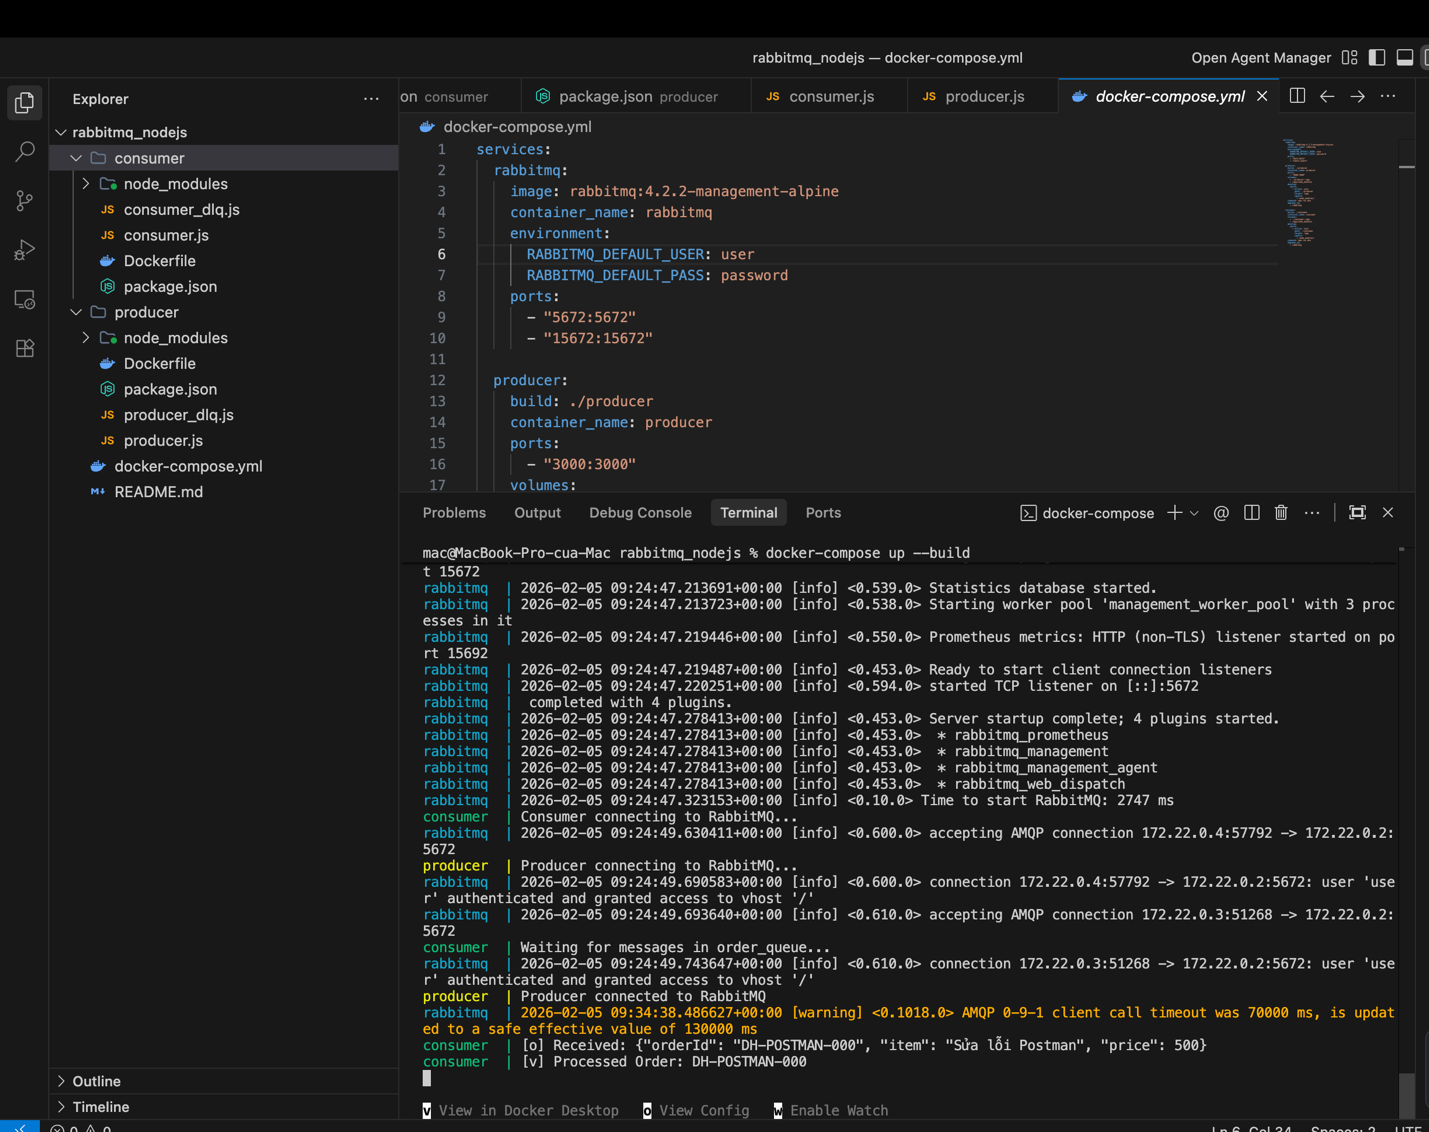 rabbitmq_nodejs — docker-compose.yml
Open Agent Manager
Explorer
rabbitmq_nodejs
consumer
node_modules
consumer_dlq.js
consumer.js
Dockerfile
package.json
producer
node_modules
Dockerfile
package.json
producer_dlq.js
producer.js
docker-compose.yml
README.md
Outline
Timeline
on consumer
package.json producer
JS consumer.js
JS producer.js
docker-compose.yml
docker-compose.yml
1 services:
2 rabbitmq:
3 image: rabbitmq:4.2.2-management-alpine
4 container_name: rabbitmq
5 environment:
6 RABBITMQ_DEFAULT_USER: user
7 RABBITMQ_DEFAULT_PASS: password
8 ports:
9 - "5672:5672"
10 - "15672:15672"
11
12 producer:
13 build: ./producer
14 container_name: producer
15 ports:
16 - "3000:3000"
17 volumes:
Problems Output Debug Console Terminal Ports
docker-compose
mac@MacBook-Pro-cua-Mac rabbitmq_nodejs % docker-compose up --build
t 15672
rabbitmq | 2026-02-05 09:24:47.213691+00:00 [info] <0.539.0> Statistics database started.
rabbitmq | 2026-02-05 09:24:47.213723+00:00 [info] <0.538.0> Starting worker pool 'management_worker_pool' with 3 proc
esses in it
rabbitmq | 2026-02-05 09:24:47.219446+00:00 [info] <0.550.0> Prometheus metrics: HTTP (non-TLS) listener started on po
rt 15692
rabbitmq | 2026-02-05 09:24:47.219487+00:00 [info] <0.453.0> Ready to start client connection listeners
rabbitmq | 2026-02-05 09:24:47.220251+00:00 [info] <0.594.0> started TCP listener on [::]:5672
rabbitmq | completed with 4 plugins.
rabbitmq | 2026-02-05 09:24:47.278413+00:00 [info] <0.453.0> Server startup complete; 4 plugins started.
rabbitmq | 2026-02-05 09:24:47.278413+00:00 [info] <0.453.0> * rabbitmq_prometheus
rabbitmq | 2026-02-05 09:24:47.278413+00:00 [info] <0.453.0> * rabbitmq_management
rabbitmq | 2026-02-05 09:24:47.278413+00:00 [info] <0.453.0> * rabbitmq_management_agent
rabbitmq | 2026-02-05 09:24:47.278413+00:00 [info] <0.453.0> * rabbitmq_web_dispatch
rabbitmq | 2026-02-05 09:24:47.323153+00:00 [info] <0.10.0> Time to start RabbitMQ: 2747 ms
consumer | Consumer connecting to RabbitMQ...
rabbitmq | 2026-02-05 09:24:49.630411+00:00 [info] <0.600.0> accepting AMQP connection 172.22.0.4:57792 -> 172.22.0.2:
5672
producer | Producer connecting to RabbitMQ...
rabbitmq | 2026-02-05 09:24:49.690583+00:00 [info] <0.600.0> connection 172.22.0.4:57792 -> 172.22.0.2:5672: user 'use
r' authenticated and granted access to vhost '/'
rabbitmq | 2026-02-05 09:24:49.693640+00:00 [info] <0.610.0> accepting AMQP connection 172.22.0.3:51268 -> 172.22.0.2:
5672
consumer | Waiting for messages in order_queue...
rabbitmq | 2026-02-05 09:24:49.743647+00:00 [info] <0.610.0> connection 172.22.0.3:51268 -> 172.22.0.2:5672: user 'use
r' authenticated and granted access to vhost '/'
producer | Producer connected to RabbitMQ
rabbitmq | 2026-02-05 09:34:38.486627+00:00 [warning] <0.1018.0> AMQP 0-9-1 client call timeout was 70000 ms, is updat
ed to a safe effective value of 130000 ms
consumer | [o] Received: {"orderId": "DH-POSTMAN-000", "item": "Sửa lỗi Postman", "price": 500}
consumer | [v] Processed Order: DH-POSTMAN-000
v View in Docker Desktop o View Config w Enable Watch